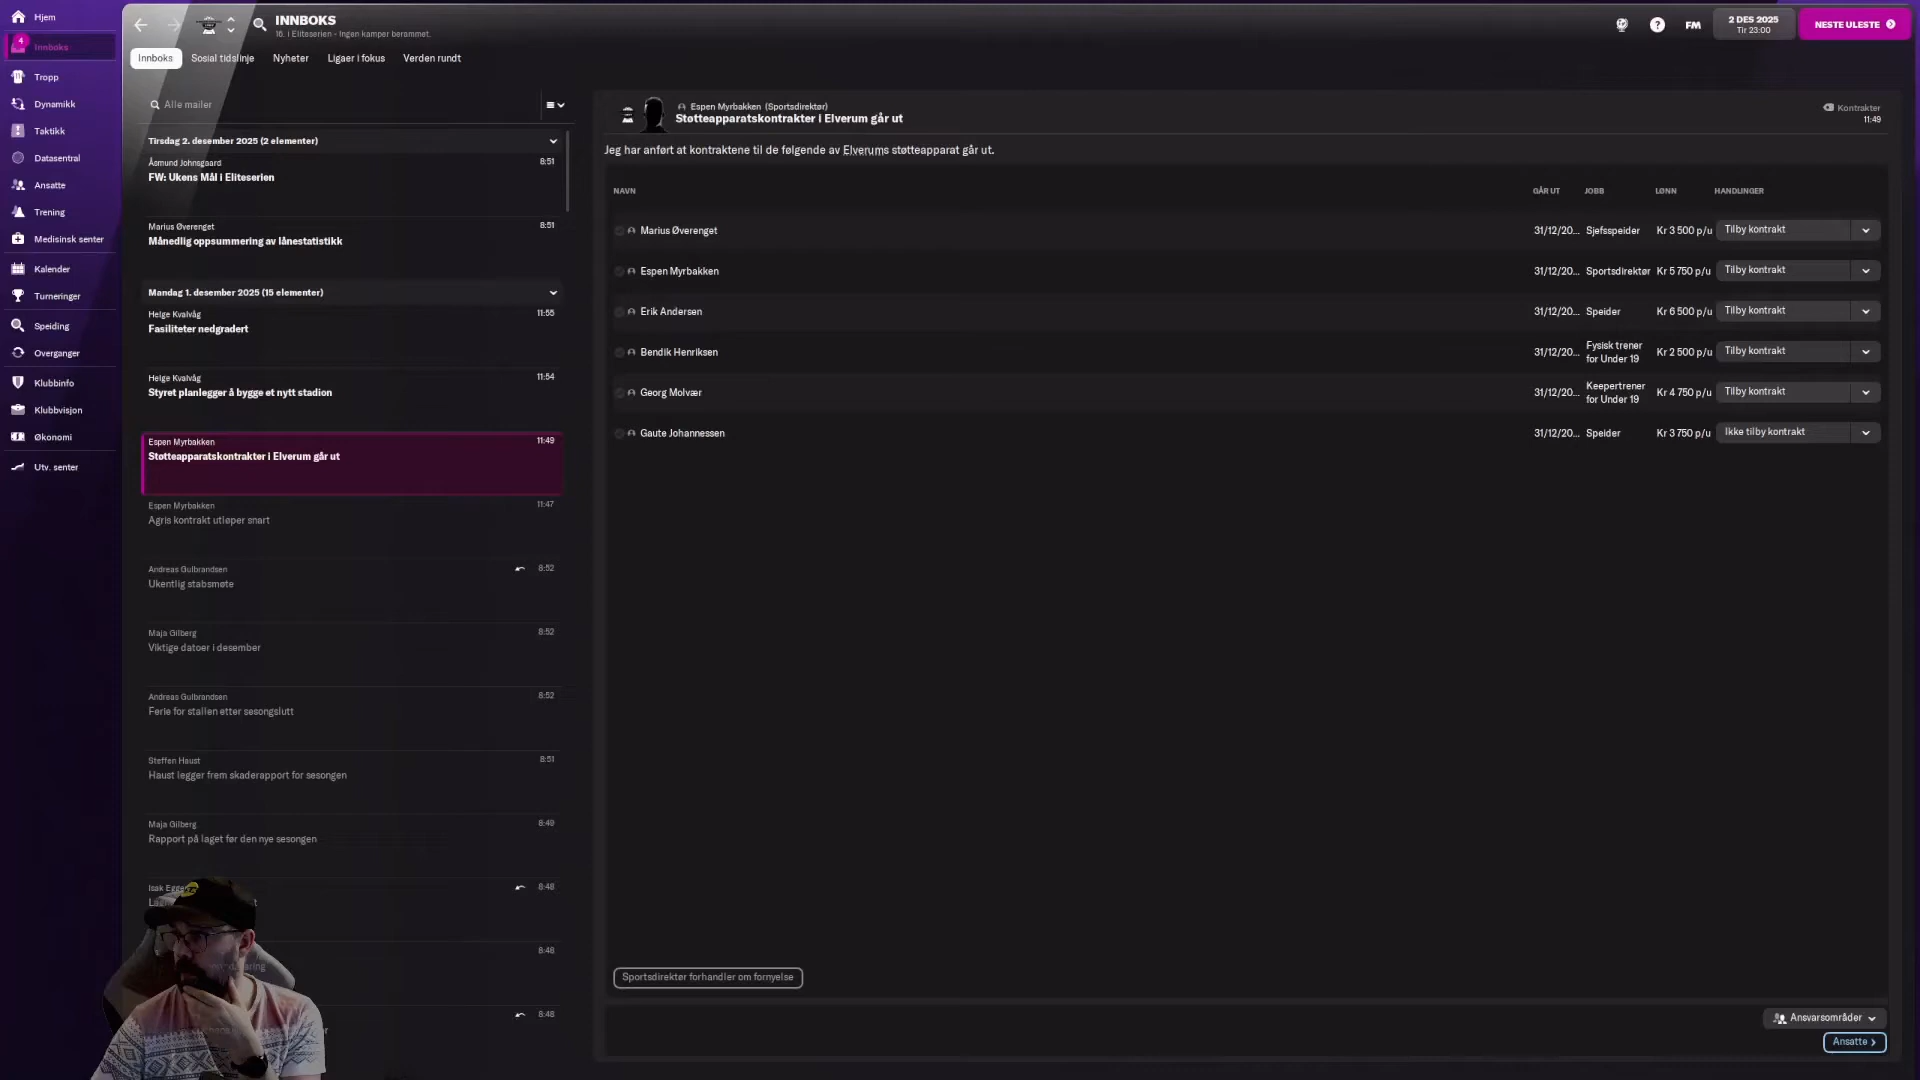 Hjem
4
Innboks
Tropp
Dynamikk
Taktikk
Datasentral
Ansatte
Trening
Medisinsk senter
Kalender
Turneringer
Speiding
Overganger
Klubbinfo
Klubbvisjon
Økonomi
Utv. senter
INNBOKS
16. i Eliteserien - Ingen kamper berammet.
?
FM
2 DES 2025
Tir 23:00
NESTE ULESTE
Innboks Sosial tidslinje Nyheter Ligaer i fokus Verden rundt
Alle mailer
Tirsdag 2. desember 2025 (2 elementer)
Åsmund Johnsgaard 8:51
FW: Ukens Mål i Eliteserien
Marius Øverenget 8:51
Månedlig oppsummering av lånestatistikk
Mandag 1. desember 2025 (15 elementer)
Helge Kvalvåg 11:55
Fasiliteter nedgradert
Helge Kvalvåg 11:54
Styret planlegger å bygge et nytt stadion
Espen Myrbakken 11:49
Støtteapparatskontrakter i Elverum går ut
Espen Myrbakken 11:47
Agris kontrakt utløper snart
Andreas Gulbrandsen 8:52
Ukentlig stabsmøte
Maja Gilberg 8:52
Viktige datoer i desember
Andreas Gulbrandsen 8:52
Ferie for stallen etter sesongslutt
Steffen Haust 8:51
Haust legger frem skaderapport for sesongen
Maja Gilberg 8:49
Rapport på laget før den nye sesongen
Isak 8:48
8:48
8:48
Espen Myrbakken (Sportsdirektør)
Støtteapparatskontrakter i Elverum går ut
Kontrakter
11:49
Jeg har anført at kontraktene til de følgende av Elverums støtteapparat går ut.
NAVN GÅR UT JOBB LØNN HANDLINGER
Marius Øverenget 31/12/20... Sjefsspeider Kr 3 500 p/u Tilby kontrakt
Espen Myrbakken 31/12/20... Sportsdirektør Kr 5 750 p/u Tilby kontrakt
Erik Andersen 31/12/20... Speider Kr 6 500 p/u Tilby kontrakt
Bendik Henriksen 31/12/20... Fysisk trener for Under 19 Kr 2 500 p/u Tilby kontrakt
Georg Molvær 31/12/20... Keepertrener for Under 19 Kr 4 750 p/u Tilby kontrakt
Gaute Johannessen 31/12/20... Speider Kr 3 750 p/u Ikke tilby kontrakt
Sportsdirektør forhandler om fornyelse
Ansvarsområder
Ansatte